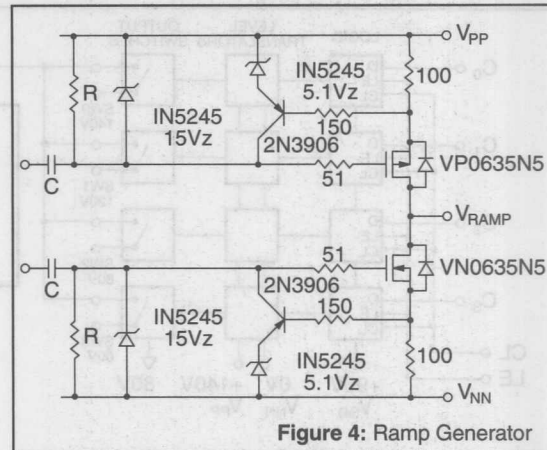 V_PP
IN5245
5.1Vz
100
R
IN5245
15Vz
150
2N3906
C
51
VP0635N5
V_RAMP
51
VN0635N5
C
2N3906
150
R
IN5245
15Vz
IN5245
5.1Vz
100
V_NN
Figure 4: Ramp Generator